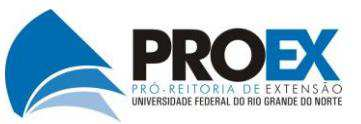 PROEX
PRÓ-REITORIA DE EXTENSÃO
UNIVERSIDADE FEDERAL DO RIO GRANDE DO NORTE